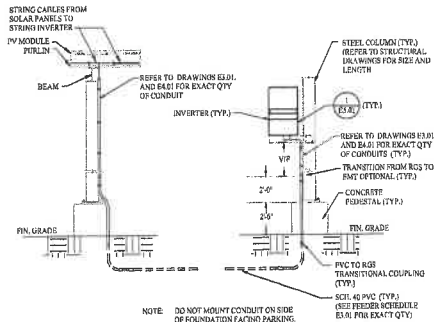 STRING CABLES FROM
SOLAR PANELS TO
STRING INVERTER
PV MODULE
PURLIN
BEAM
REFER TO DRAWINGS E3.01.
AND E4.01 FOR EXACT QTY
OF CONDUIT
FIN. GRADE
STEEL COLUMN (TYP.)
(REFER TO STRUCTURAL
DRAWINGS FOR SIZE AND
LENGTH
1
E5.01
(TYP.)
INVERTER (TYP.)
REFER TO DRAWINGS E3.01
AND E4.01 FOR EXACT QTY
OF CONDUITS (TYP.)
VIF
TRANSITION FROM RGS TO
EMT OPTIONAL (TYP.)
2'-0"
CONCRETE
PEDESTAL (TYP.)
2'-6"
FIN. GRADE
FIN. GRADE
PVC TO RGS
TRANSITIONAL COUPLING
(TYP.)
SCH. 40 PVC (TYP.)
(SEE FEEDER SCHEDULE
E3.01 FOR EXACT QTY)
NOTE: DO NOT MOUNT CONDUIT ON SIDE
OF FOUNDATION FACING PARKING.